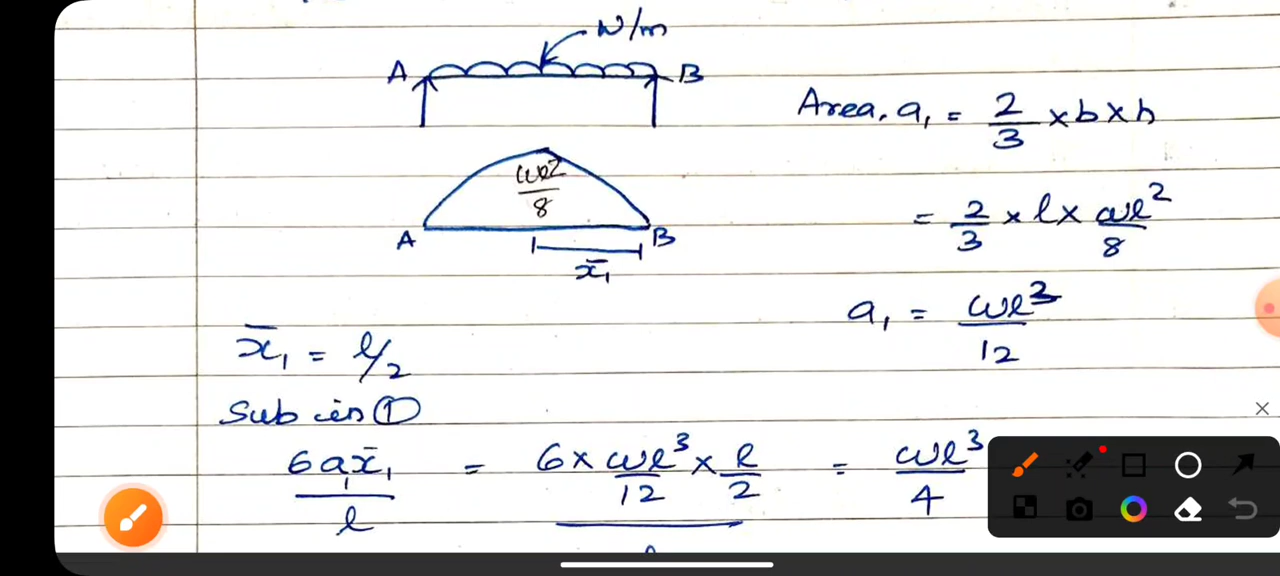 W/m
A B
Area, a₁ = 2/3 × b × h
wl²/8
= 2/3 × l × wl²/8
A B
x̄₁
a₁ = wl³/12
x̄₁ = l/2
Sub in ①
6a₁x̄₁/l = 6 × wl³/12 × l/2 / l = wl³/4